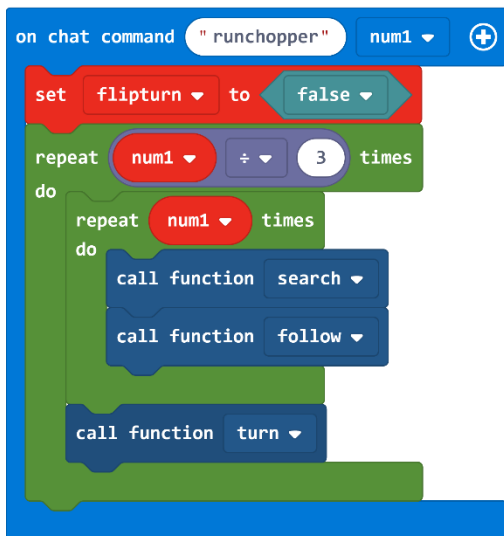 on chat command "runchopper" num1
set flipturn to false
repeat num1 ÷ 3 times
do
repeat num1 times
do
call function search
call function follow
call function turn